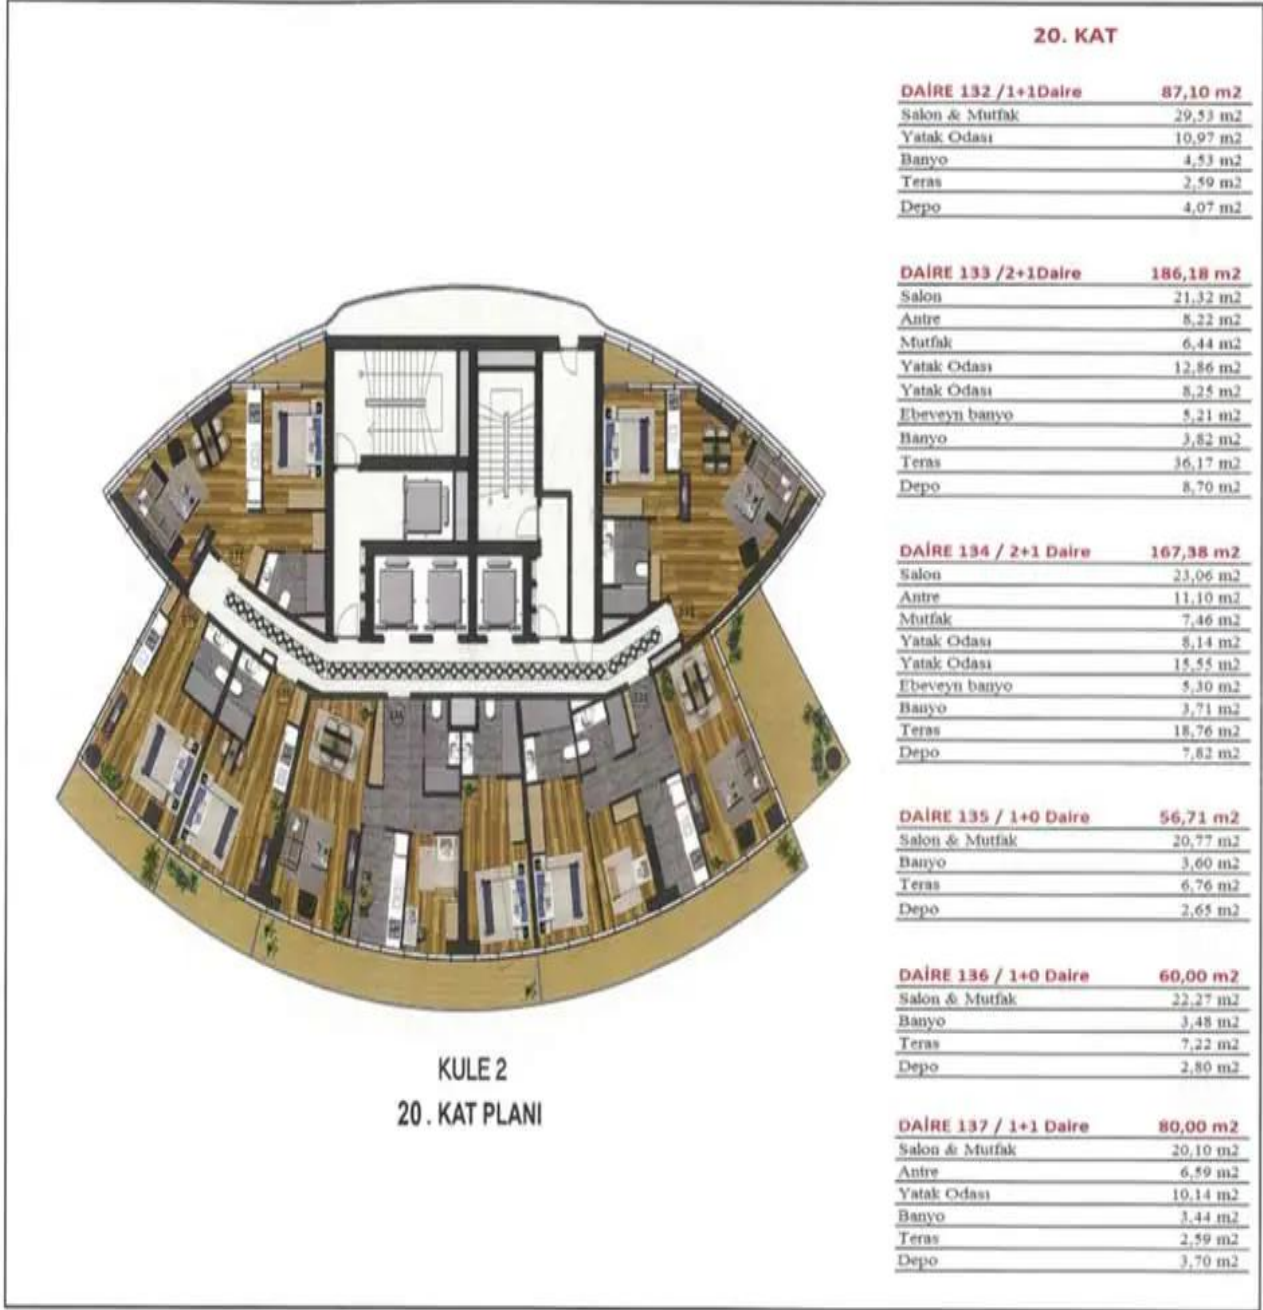 20. KAT
DAİRE 132 /1+1Daire 87,10 m2
Salon & Mutfak 29,53 m2
Yatak Odası 10,97 m2
Banyo 4,53 m2
Teras 2,59 m2
Depo 4,07 m2
DAİRE 133 /2+1Daire 186,18 m2
Salon 21,32 m2
Antre 8,22 m2
Mutfak 6,44 m2
Yatak Odası 12,86 m2
Yatak Odası 8,25 m2
Ebeveyn banyo 5,21 m2
Banyo 3,82 m2
Teras 36,17 m2
Depo 8,70 m2
DAİRE 134 / 2+1 Daire 167,38 m2
Salon 23,06 m2
Antre 11,10 m2
Mutfak 7,46 m2
Yatak Odası 8,14 m2
Yatak Odası 15,55 m2
Ebeveyn banyo 5,30 m2
Banyo 3,71 m2
Teras 18,76 m2
Depo 7,82 m2
DAİRE 135 / 1+0 Daire 56,71 m2
Salon & Mutfak 20,77 m2
Banyo 3,60 m2
Teras 6,76 m2
Depo 2,65 m2
DAİRE 136 / 1+0 Daire 60,00 m2
Salon & Mutfak 22,27 m2
Banyo 3,48 m2
Teras 7,22 m2
Depo 2,80 m2
DAİRE 137 / 1+1 Daire 80,00 m2
Salon & Mutfak 20,10 m2
Antre 6,59 m2
Yatak Odası 10,14 m2
Banyo 3,44 m2
Teras 2,59 m2
Depo 3,70 m2
KULE 2
20 . KAT PLANI